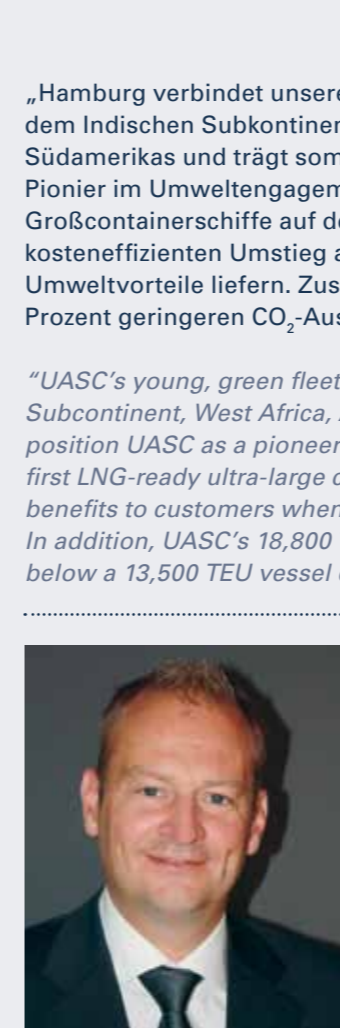 „Hamburg verbindet unsere
dem Indischen Subkontinen
Südamerikas und trägt som
Pionier im Umweltengagem
Großcontainerschiffe auf de
kosteneffizienten Umstieg a
Umweltvorteile liefern. Zus
Prozent geringeren CO₂-Aus
“UASC’s young, green fleet
Subcontinent, West Africa,
position UASC as a pioneer
first LNG-ready ultra-large c
benefits to customers when
In addition, UASC’s 18,800
below a 13,500 TEU vessel